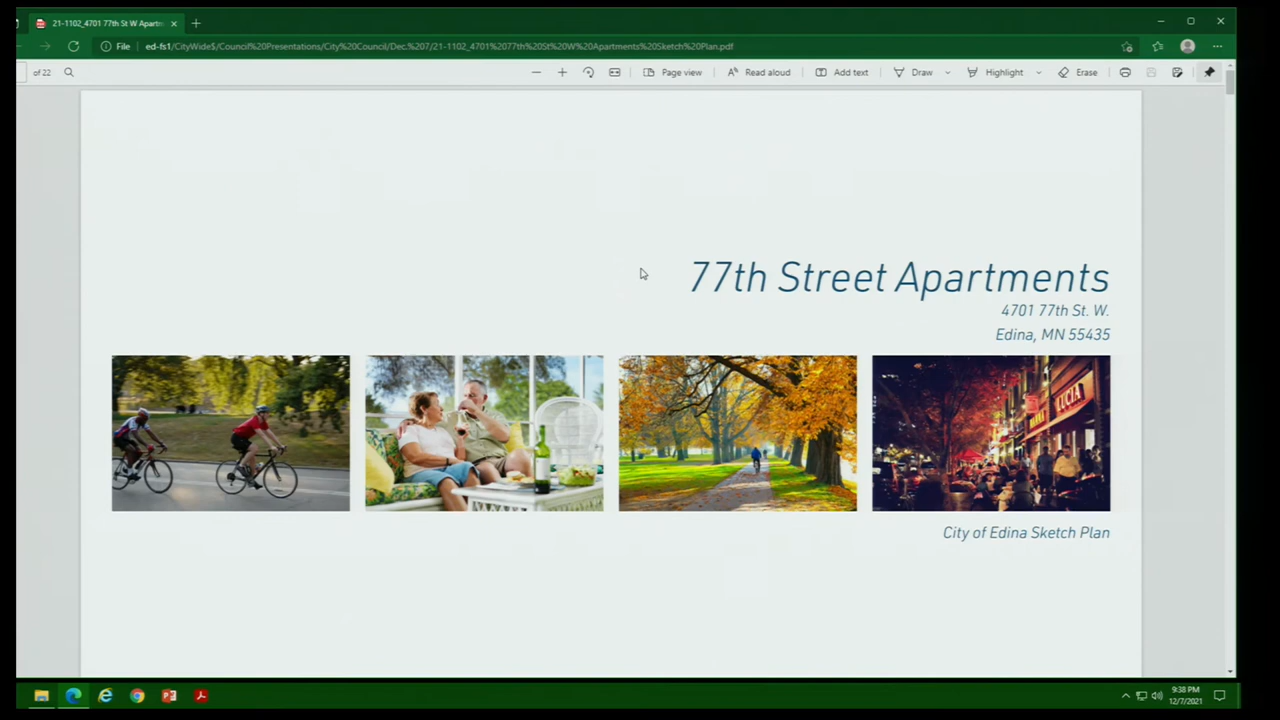 21-1102_4701 77th St W Apartm
File
ed-fs1/CityWide$/Council%20Presentations/City%20Council/Dec.%207/21-1102_4701%2077th%20St%20W%20Apartments%20Sketch%20Plan.pdf
of 22
Page view
Read aloud
Add text
Draw
Highlight
Erase
77th Street Apartments
4701 77th St. W.
Edina, MN 55435
LUCIA
City of Edina Sketch Plan
9:38 PM
12/7/2021